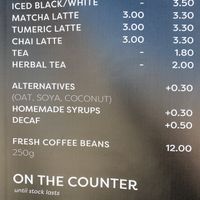 ICED BLACK/WHITE - 3.50
MATCHA LATTE 3.00 3.30
TUMERIC LATTE 3.00 3.30
CHAI LATTE 3.00 3.30
TEA - 1.80
HERBAL TEA - 2.00
ALTERNATIVES +0.30
(OAT, SOYA, COCONUT)
HOMEMADE SYRUPS +0.30
DECAF +0.50
FRESH COFFEE BEANS 12.00
250g
ON THE COUNTER
until stock lasts